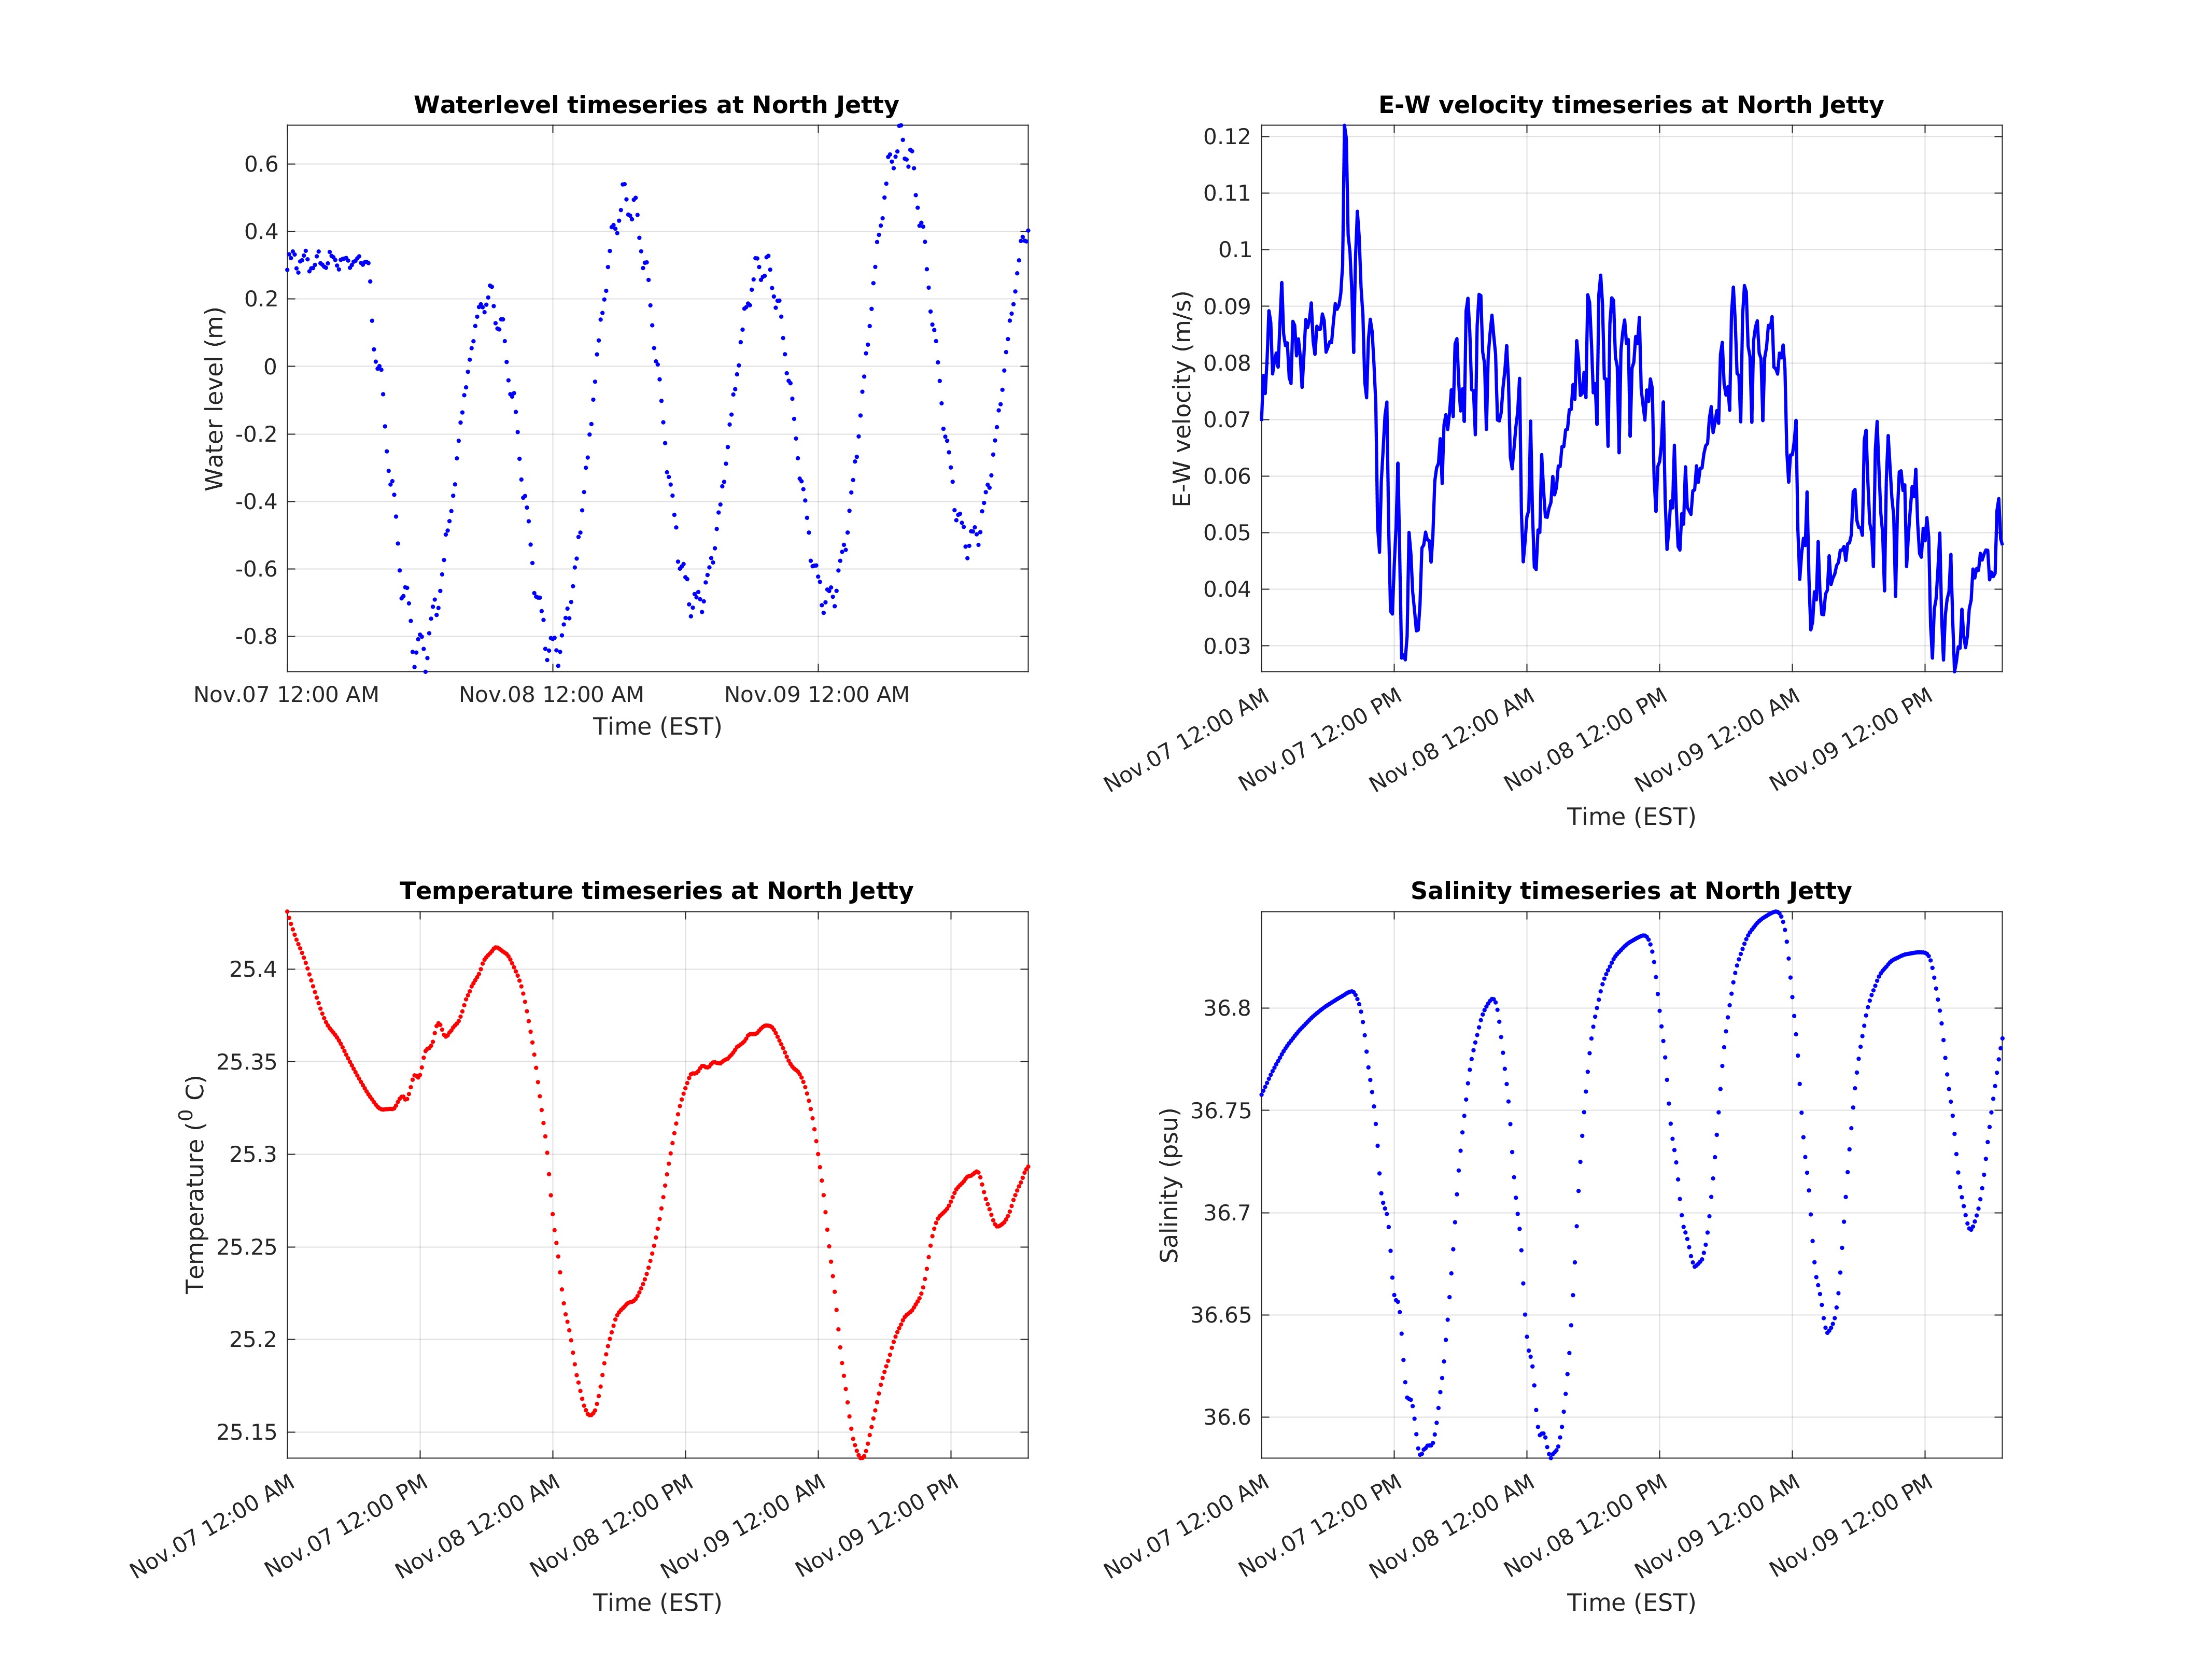 Waterlevel timeseries at North Jetty
Water level (m)
0.6
0.4
0.2
0
-0.2
-0.4
-0.6
-0.8
Nov.07 12:00 AM
Nov.08 12:00 AM
Nov.09 12:00 AM
Time (EST)
E-W velocity timeseries at North Jetty
E-W velocity (m/s)
0.12
0.11
0.1
0.09
0.08
0.07
0.06
0.05
0.04
0.03
Nov.07 12:00 AM
Nov.07 12:00 PM
Nov.08 12:00 AM
Nov.08 12:00 PM
Nov.09 12:00 AM
Nov.09 12:00 PM
Time (EST)
Temperature timeseries at North Jetty
Temperature (⁰ C)
25.4
25.35
25.3
25.25
25.2
25.15
Nov.07 12:00 AM
Nov.07 12:00 PM
Nov.08 12:00 AM
Nov.08 12:00 PM
Nov.09 12:00 AM
Nov.09 12:00 PM
Time (EST)
Salinity timeseries at North Jetty
Salinity (psu)
36.8
36.75
36.7
36.65
36.6
Nov.07 12:00 AM
Nov.07 12:00 PM
Nov.08 12:00 AM
Nov.08 12:00 PM
Nov.09 12:00 AM
Nov.09 12:00 PM
Time (EST)